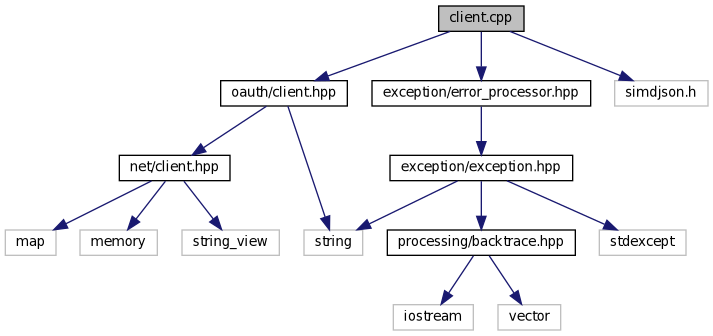 client.cpp
oauth/client.hpp
exception/error_processor.hpp
simdjson.h
net/client.hpp
exception/exception.hpp
map
memory
string_view
string
processing/backtrace.hpp
stdexcept
iostream
vector